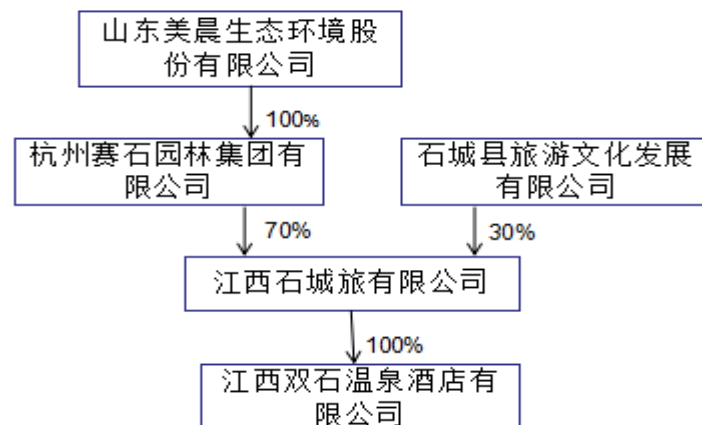 山东美晨生态环境股
份有限公司
100%
杭州赛石园林集团有
限公司
石城县旅游文化发展
有限公司
70%
30%
江西石城旅有限公司
100%
江西双石温泉酒店有
限公司